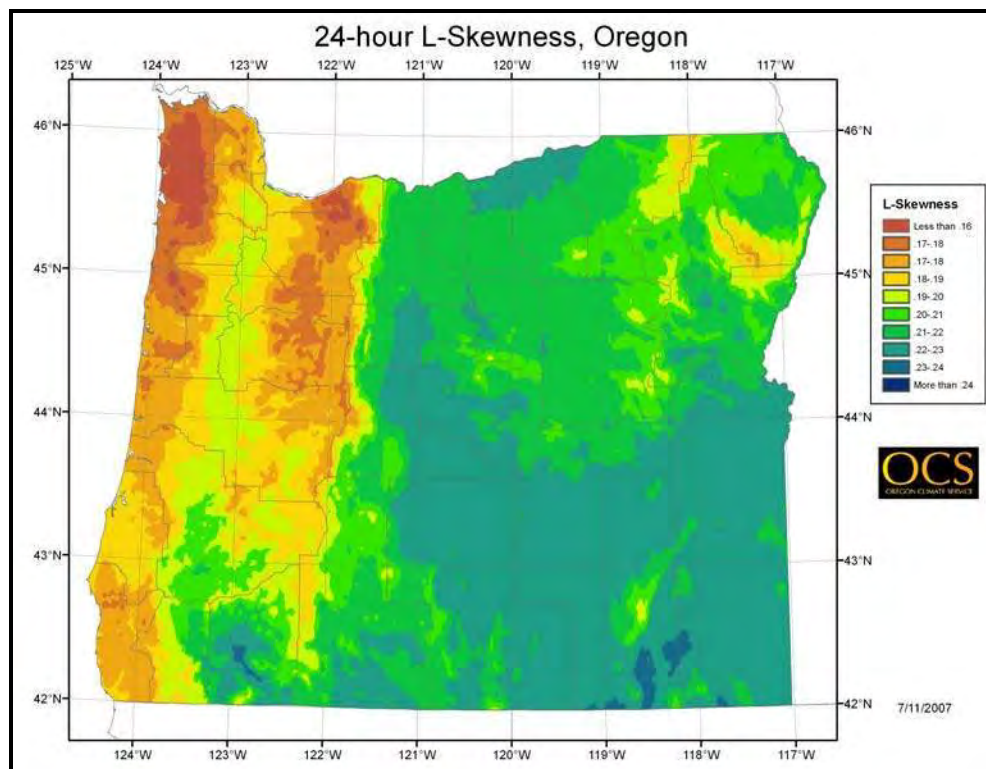 24-hour L-Skewness, Oregon
125°W 124°W 123°W 122°W 121°W 120°W 119°W 118°W 117°W
46°N 46°N
45°N 45°N
44°N 44°N
43°N 43°N
42°N 42°N
124°W 123°W 122°W 121°W 120°W 119°W 118°W 117°W
L-Skewness
Less than .16
.17-.18
.17-.18
.18-.19
.19-.20
.20-.21
.21-.22
.22-.23
.23-.24
More than .24
OCS
OREGON CLIMATE SERVICE
7/11/2007